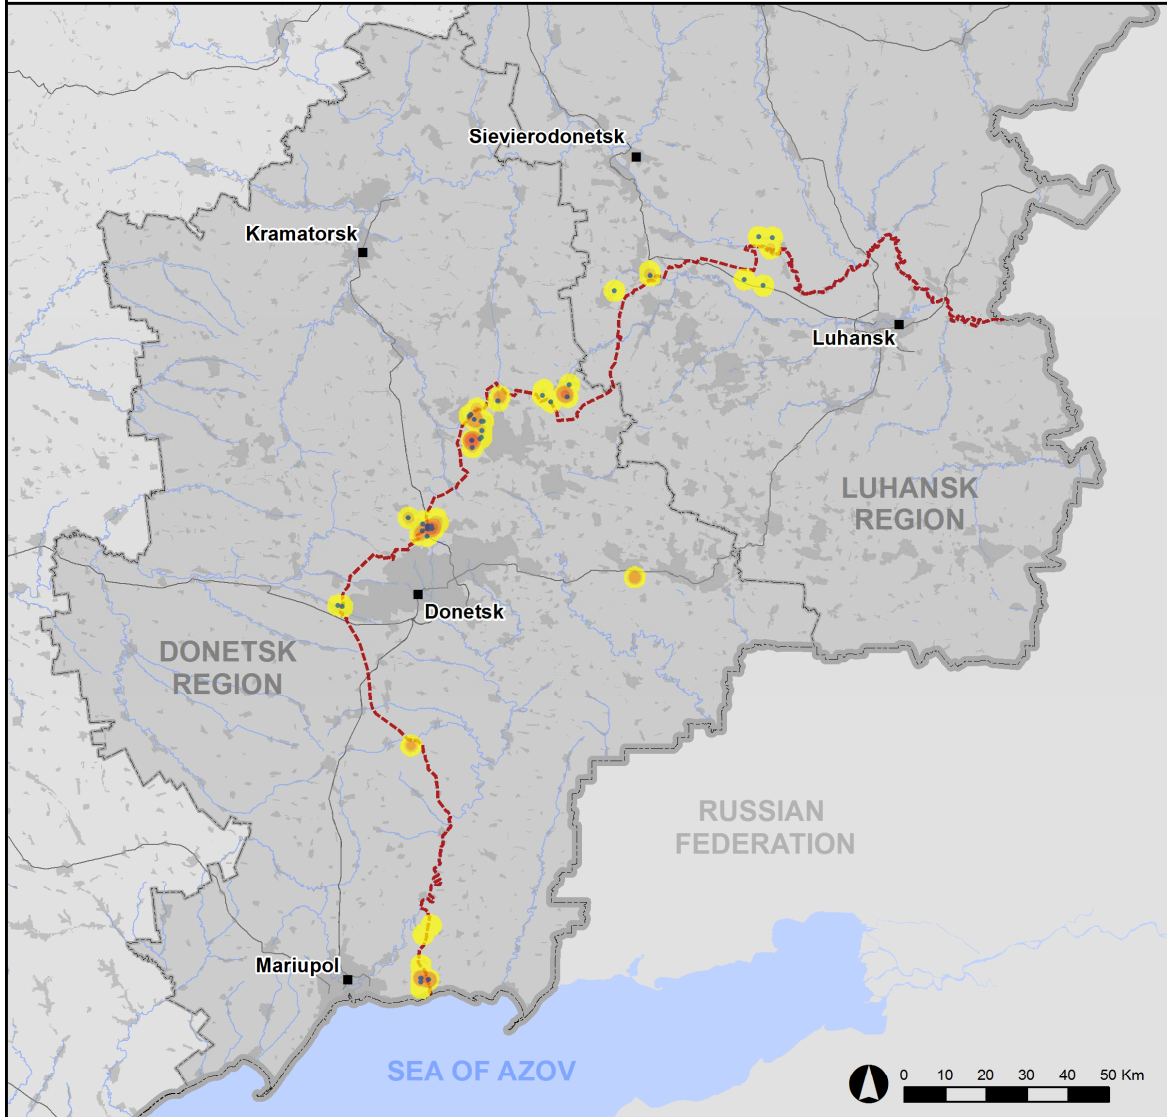 Sievierodonetsk
Kramatorsk
Luhansk
LUHANSK
REGION
Donetsk
DONETSK
REGION
RUSSIAN
FEDERATION
Mariupol
SEA OF AZOV
0 10 20 30 40 50 Km